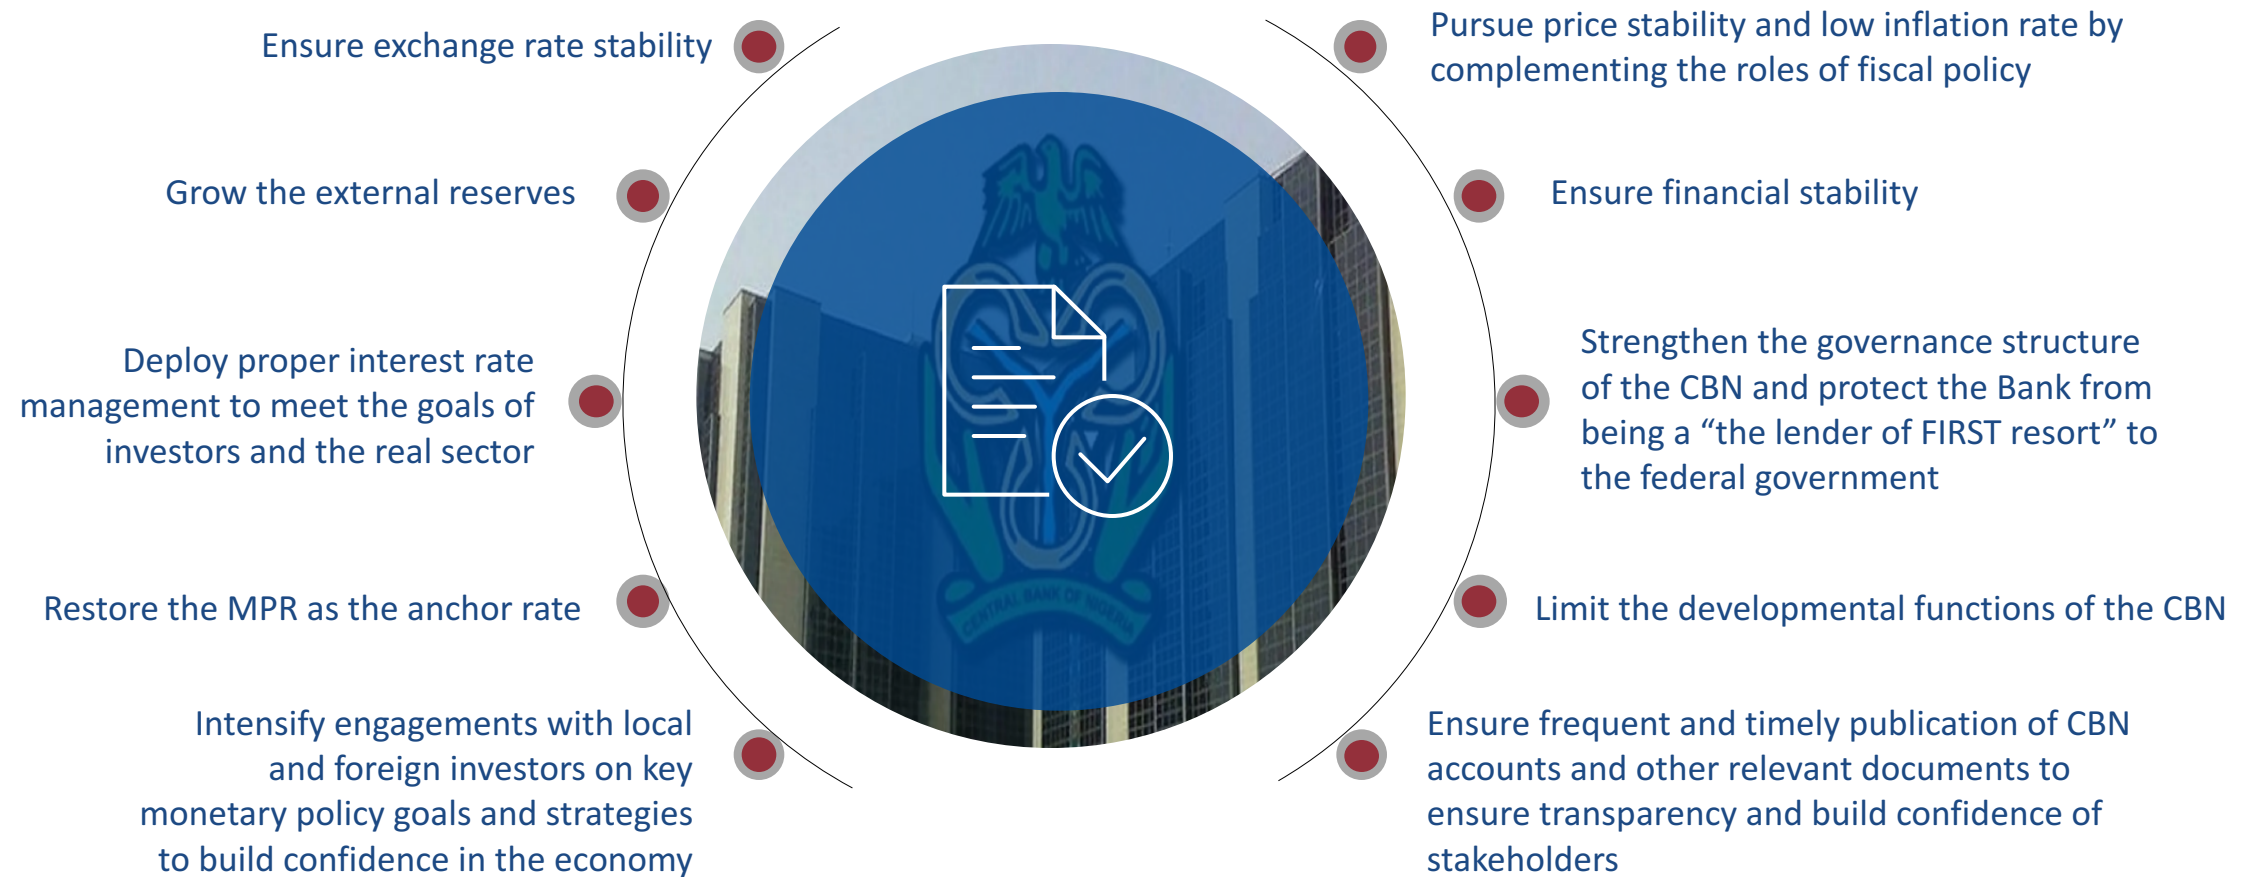 Ensure exchange rate stability
Grow the external reserves
Deploy proper interest rate
management to meet the goals of
investors and the real sector
Restore the MPR as the anchor rate
Intensify engagements with local
and foreign investors on key
monetary policy goals and strategies
to build confidence in the economy
CENTRAL BANK OF NIGERIA
Pursue price stability and low inflation rate by
complementing the roles of fiscal policy
Ensure financial stability
Strengthen the governance structure
of the CBN and protect the Bank from
being a “the lender of FIRST resort” to
the federal government
Limit the developmental functions of the CBN
Ensure frequent and timely publication of CBN
accounts and other relevant documents to
ensure transparency and build confidence of
stakeholders